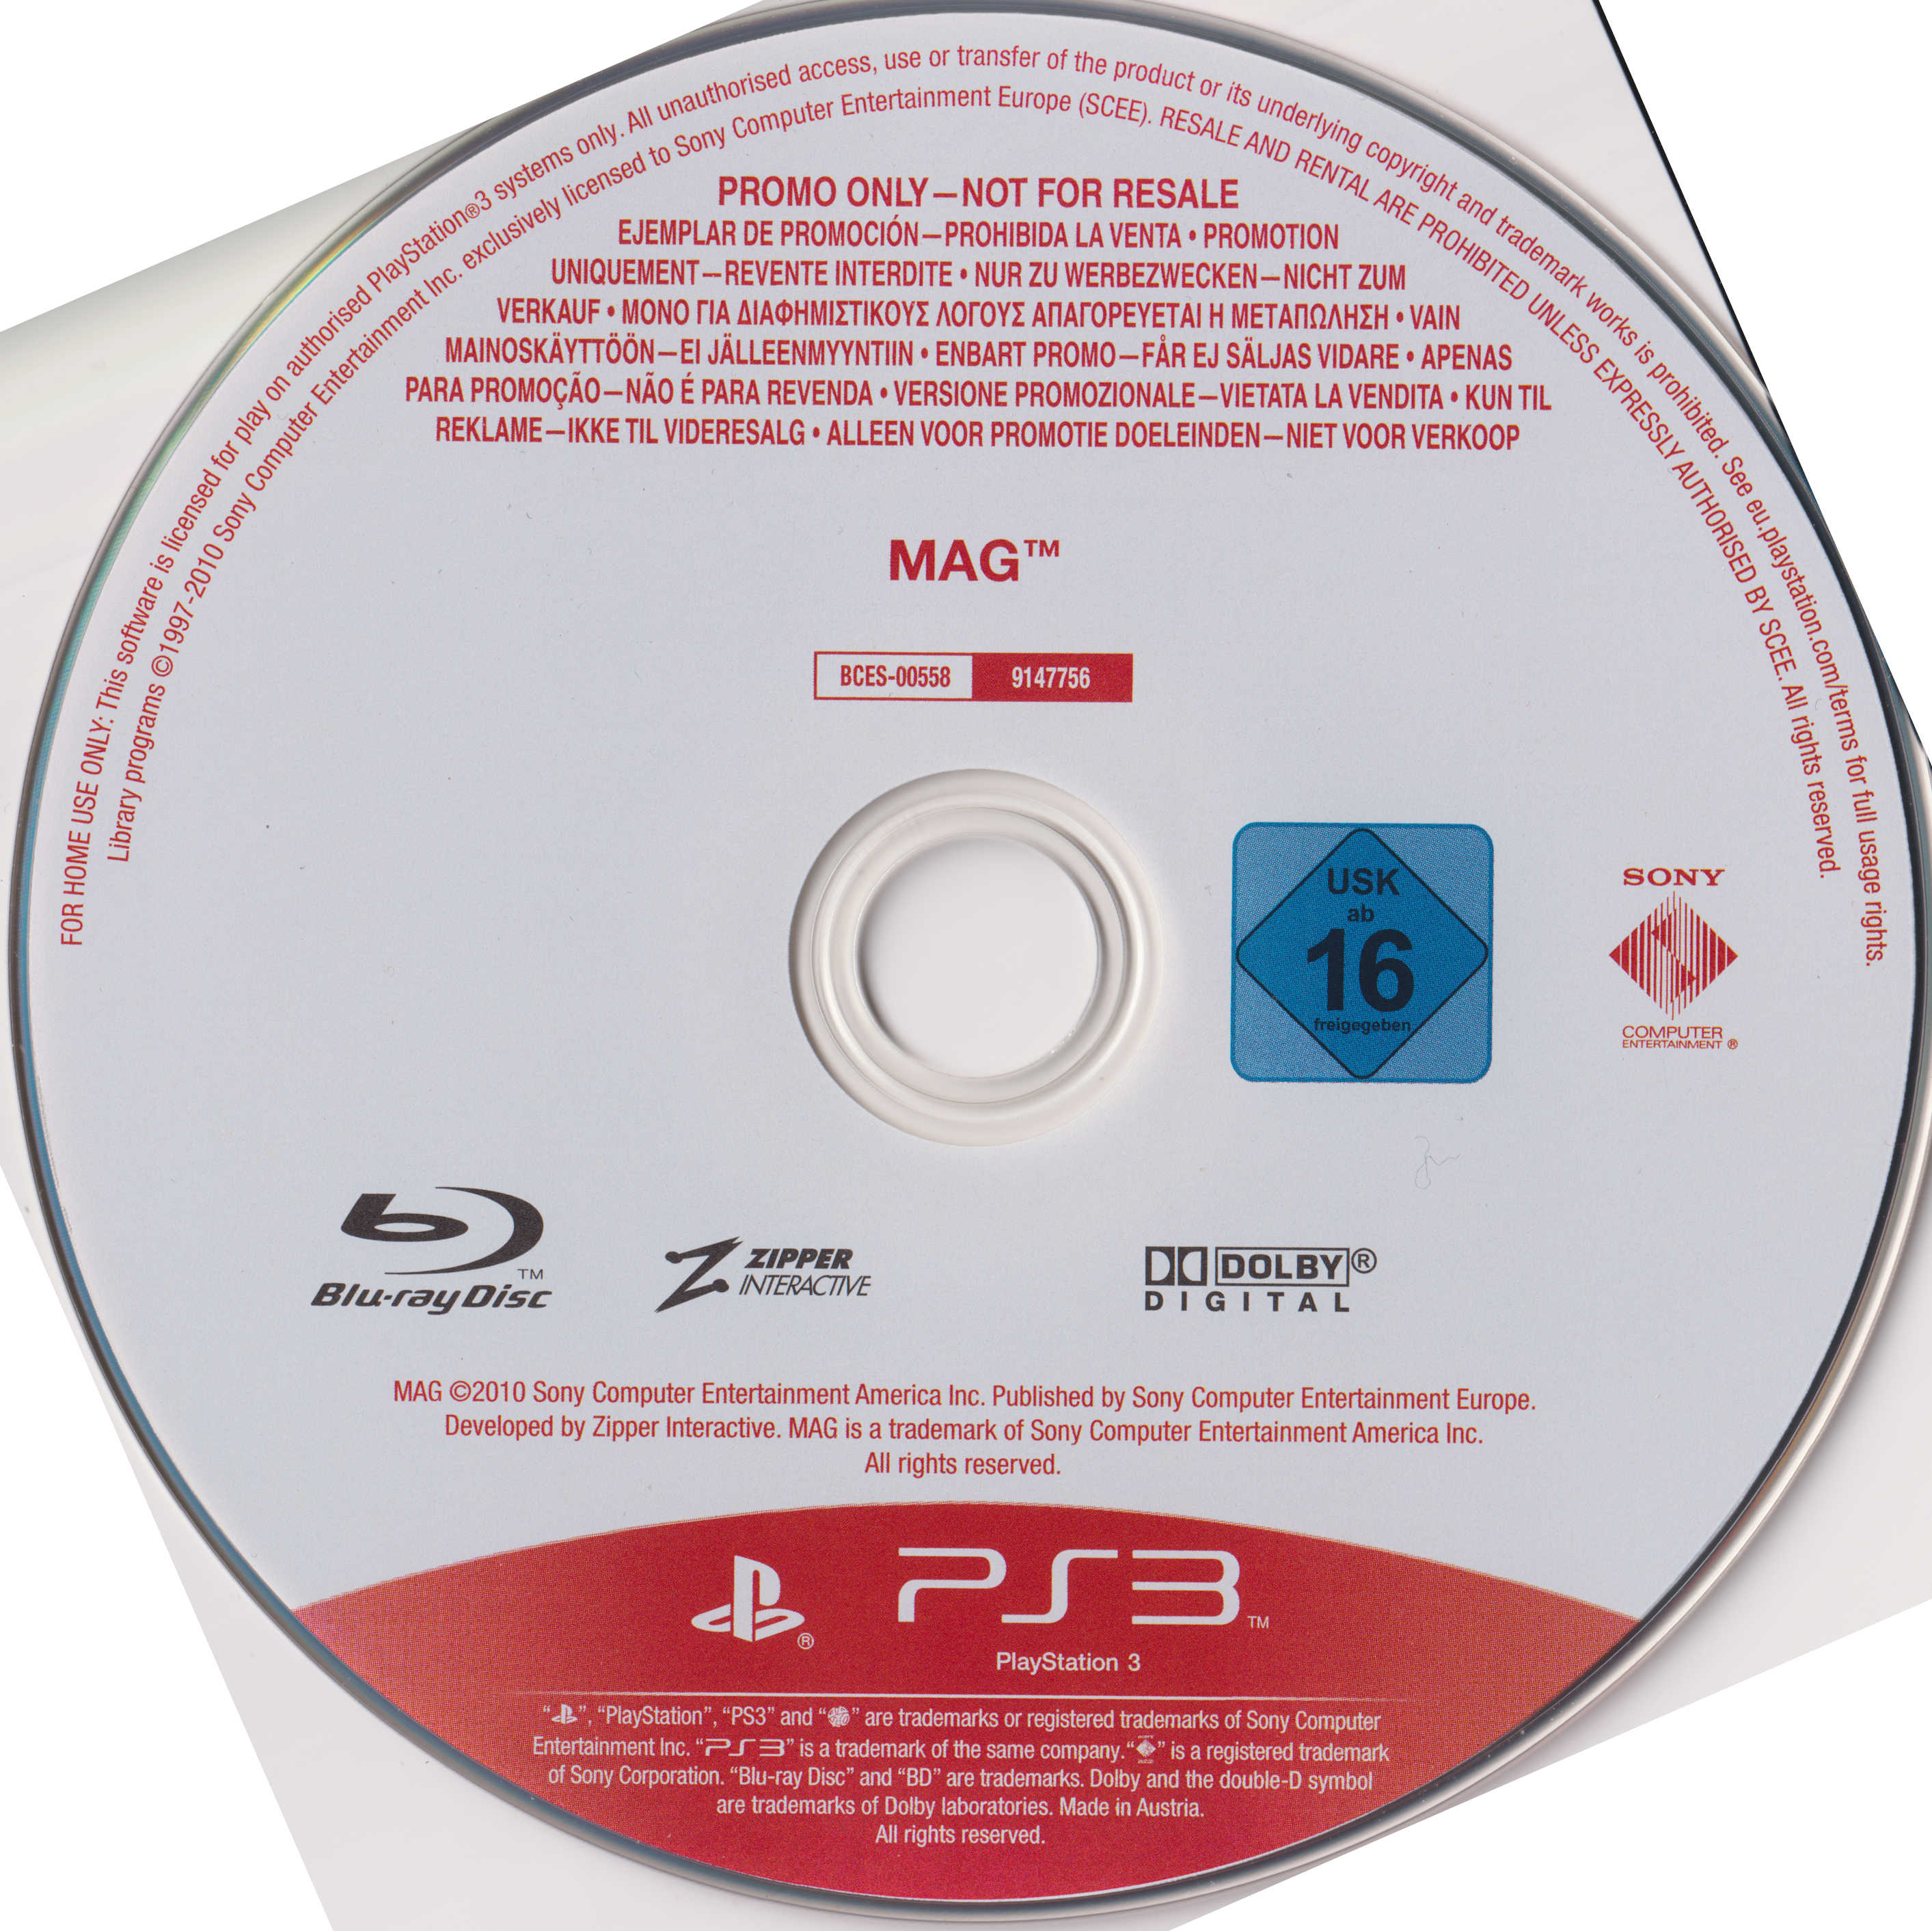 FOR HOME USE ONLY: This software is licensed for play on authorised PlayStation®3 systems only. All unauthorised access, use or transfer of the product or its underlying copyright and trademark works is prohibited. See eu.playstation.com/terms for full usage rights.
Library programs ©1997-2010 Sony Computer Entertainment Inc. exclusively licensed to Sony Computer Entertainment Europe (SCEE). RESALE AND RENTAL ARE PROHIBITED UNLESS EXPRESSLY AUTHORISED BY SCEE. All rights reserved.
PROMO ONLY—NOT FOR RESALE
EJEMPLAR DE PROMOCIÓN—PROHIBIDA LA VENTA • PROMOTION
UNIQUEMENT—REVENTE INTERDITE • NUR ZU WERBEZWECKEN—NICHT ZUM
VERKAUF • ΜΟΝΟ ΓΙΑ ΔΙΑΦΗΜΙΣΤΙΚΟΥΣ ΛΟΓΟΥΣ ΑΠΑΓΟΡΕΥΕΤΑΙ Η ΜΕΤΑΠΩΛΗΣΗ • VAIN
MAINOSKÄYTTÖÖN—EI JÄLLEENMYYNTIIN • ENBART PROMO—FÅR EJ SÄLJAS VIDARE • APENAS
PARA PROMOÇÃO—NÃO É PARA REVENDA • VERSIONE PROMOZIONALE—VIETATA LA VENDITA • KUN TIL
REKLAME—IKKE TIL VIDERESALG • ALLEEN VOOR PROMOTIE DOELEINDEN—NIET VOOR VERKOOP
MAG™
BCES-00558 9147756
USK
ab
16
freigegeben
SONY
COMPUTER
ENTERTAINMENT ®
Blu-ray Disc™
ZIPPER
INTERACTIVE
DOLBY®
DIGITAL
MAG ©2010 Sony Computer Entertainment America Inc. Published by Sony Computer Entertainment Europe.
Developed by Zipper Interactive. MAG is a trademark of Sony Computer Entertainment America Inc.
All rights reserved.
® PS3™
PlayStation 3
“ ”, “PlayStation”, “PS3” and “ ” are trademarks or registered trademarks of Sony Computer
Entertainment Inc. “PS3” is a trademark of the same company. “ ” is a registered trademark
of Sony Corporation. “Blu-ray Disc” and “BD” are trademarks. Dolby and the double-D symbol
are trademarks of Dolby laboratories. Made in Austria.
All rights reserved.